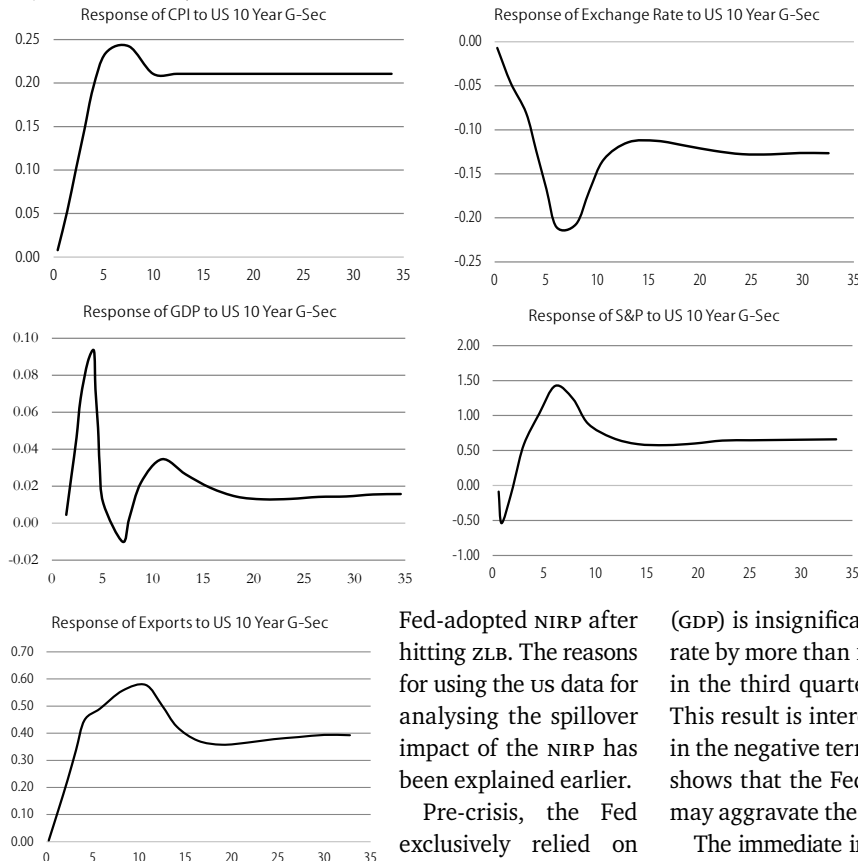 Response of CPI to US 10 Year G-Sec
0.25
0.20
0.15
0.10
0.05
0.00
0 5 10 15 20 25 30 35
Response of Exchange Rate to US 10 Year G-Sec
0.00
-0.05
-0.10
-0.15
-0.20
-0.25
0 5 10 15 20 25 30 35
Response of GDP to US 10 Year G-Sec
0.10
0.08
0.06
0.04
0.02
0.00
-0.02
0 5 10 15 20 25 30 35
Response of S&P to US 10 Year G-Sec
2.00
1.50
1.00
0.50
0.00
-0.50
-1.00
0 5 10 15 20 25 30 35
Response of Exports to US 10 Year G-Sec
0.70
0.60
0.50
0.40
0.30
0.20
0.10
0.00
0 5 10 15 20 25 30 35
Fed-adopted NIRP after
hitting ZLB. The reasons
for using the US data for
analysing the spillover
impact of the NIRP has
been explained earlier.
Pre-crisis, the Fed
exclusively relied on
(GDP) is
rate by more than
in the third
This result is
in the negative
shows that the Fed
may aggravate the
The immediate